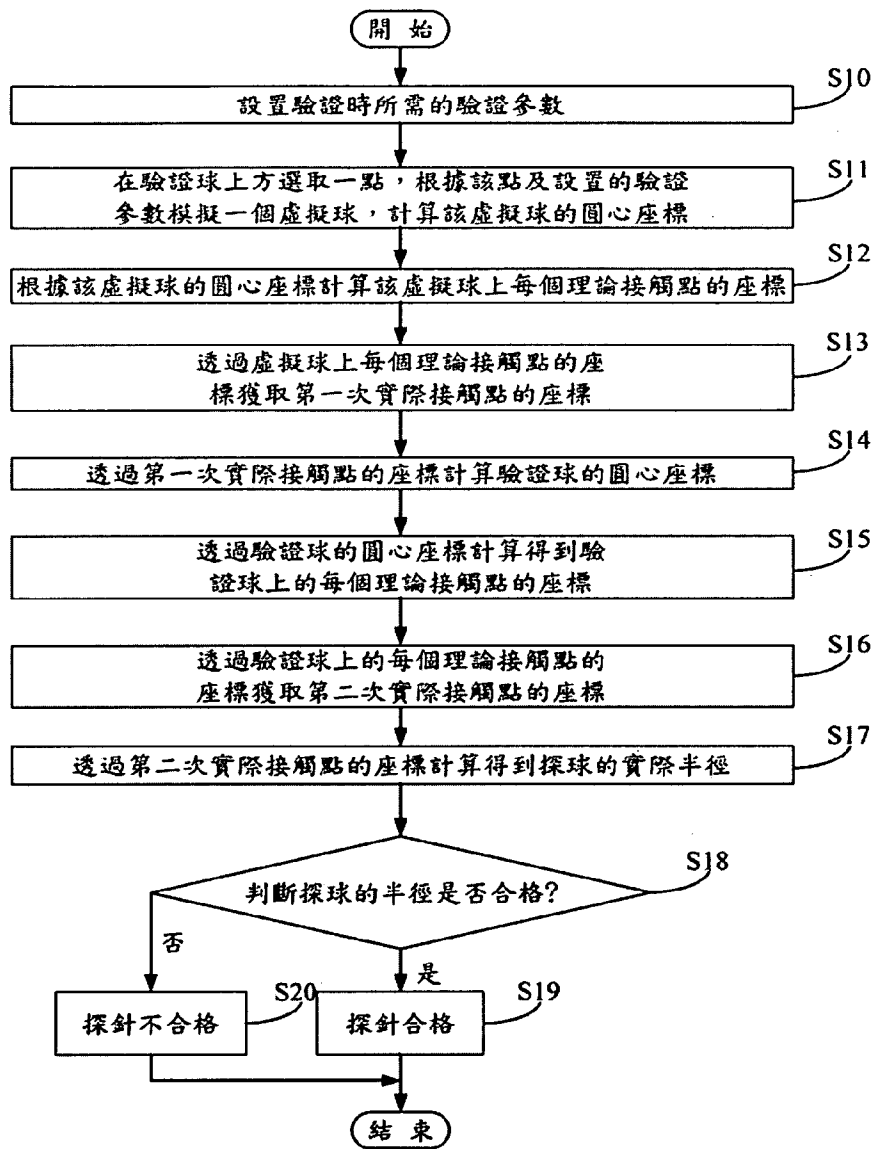 開 始
S10
設置驗證時所需的驗證參數
S11
在驗證球上方選取一點，根據該點及設置的驗證
參數模擬一個虛擬球，計算該虛擬球的圓心座標
S12
根據該虛擬球的圓心座標計算該虛擬球上每個理論接觸點的座標
S13
透過虛擬球上每個理論接觸點的座
標獲取第一次實際接觸點的座標
S14
透過第一次實際接觸點的座標計算驗證球的圓心座標
S15
透過驗證球的圓心座標計算得到驗
證球上的每個理論接觸點的座標
S16
透過驗證球上的每個理論接觸點的
座標獲取第二次實際接觸點的座標
S17
透過第二次實際接觸點的座標計算得到探球的實際半徑
S18
判斷探球的半徑是否合格?
否
是
S20
S19
探針不合格
探針合格
結 束